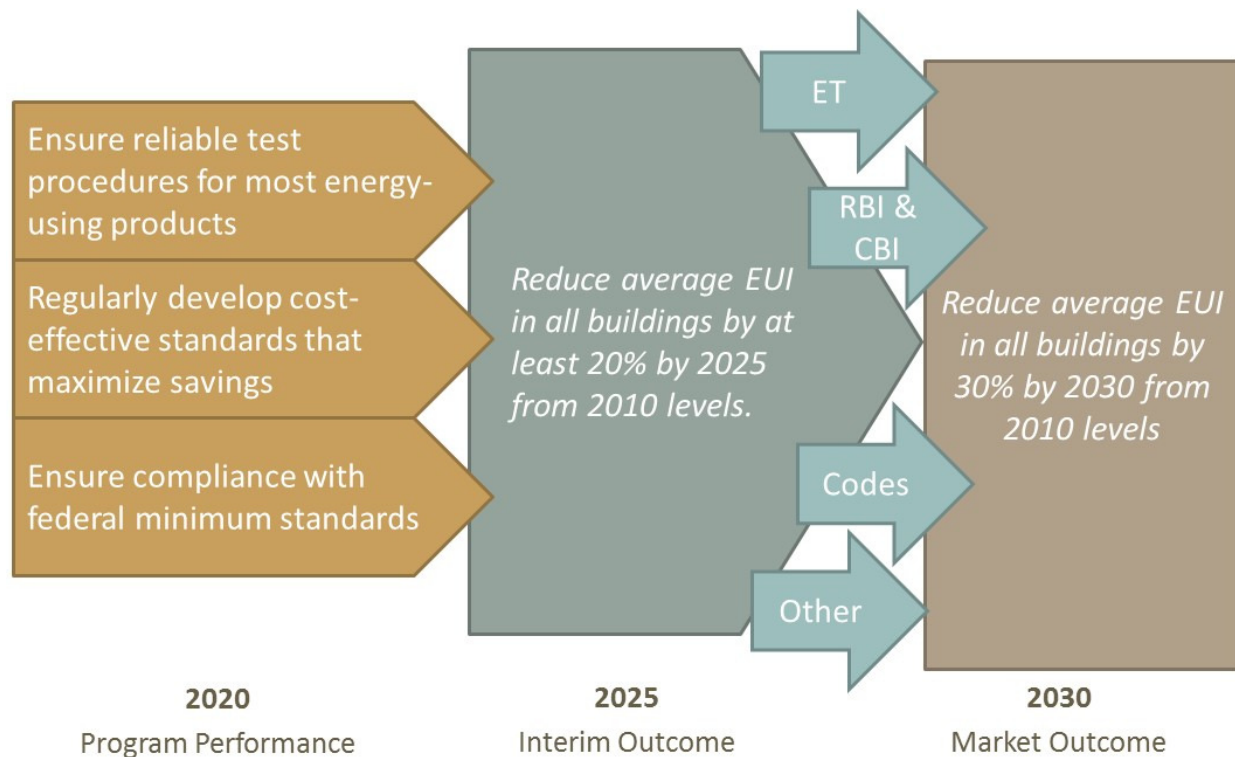 Ensure reliable test
procedures for most energy-
using products
Regularly develop cost-
effective standards that
maximize savings
Ensure compliance with
federal minimum standards
Reduce average EUI
in all buildings by at
least 20% by 2025
from 2010 levels.
ET
RBI &
CBI
Codes
Other
Reduce average EUI
in all buildings by
30% by 2030 from
2010 levels
2020
Program Performance
2025
Interim Outcome
2030
Market Outcome